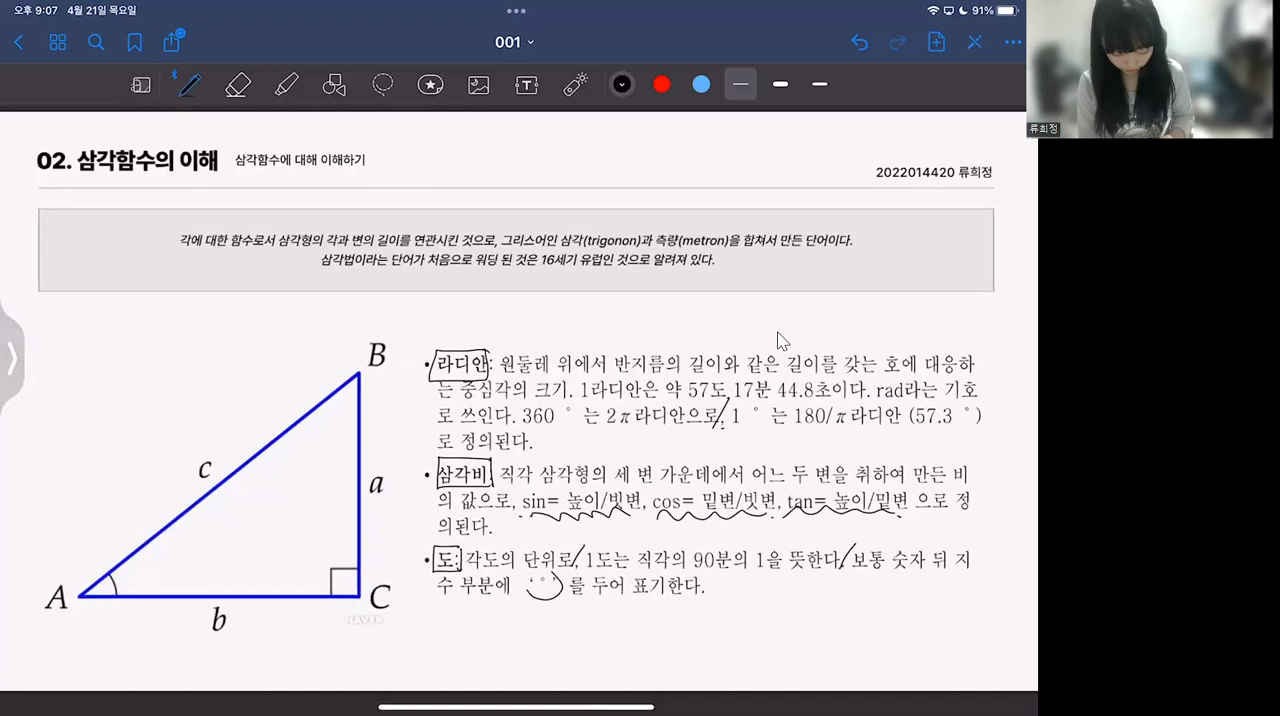 오후 9:07 4월 21일 목요일
91%
001
류희정
02. 삼각함수의 이해 삼각함수에 대해 이해하기
2022014420 류희정
각에 대한 함수로서 삼각형의 각과 변의 길이를 연관시킨 것으로, 그리스어인 삼각(trigonon)과 측량(metron)을 합쳐서 만든 단어이다.
삼각법이라는 단어가 처음으로 워딩 된 것은 16세기 유럽인 것으로 알려져 있다.
B
c
a
A
C
b
NAVER
• 라디안: 원둘레 위에서 반지름의 길이와 같은 길이를 갖는 호에 대응하
는 중심각의 크기. 1라디안은 약 57도 17분 44.8초이다. rad라는 기호
로 쓰인다. 360 ° 는 2π라디안으로, 1 ° 는 180/π라디안 (57.3 °)
로 정의된다.
• 삼각비: 직각 삼각형의 세 변 가운데에서 어느 두 변을 취하여 만든 비
의 값으로, sin= 높이/빗변, cos= 밑변/빗변, tan= 높이/밑변 으로 정
의된다.
• 도: 각도의 단위로, 1도는 직각의 90분의 1을 뜻한다. 보통 숫자 뒤 지
수 부분에 ° 를 두어 표기한다.